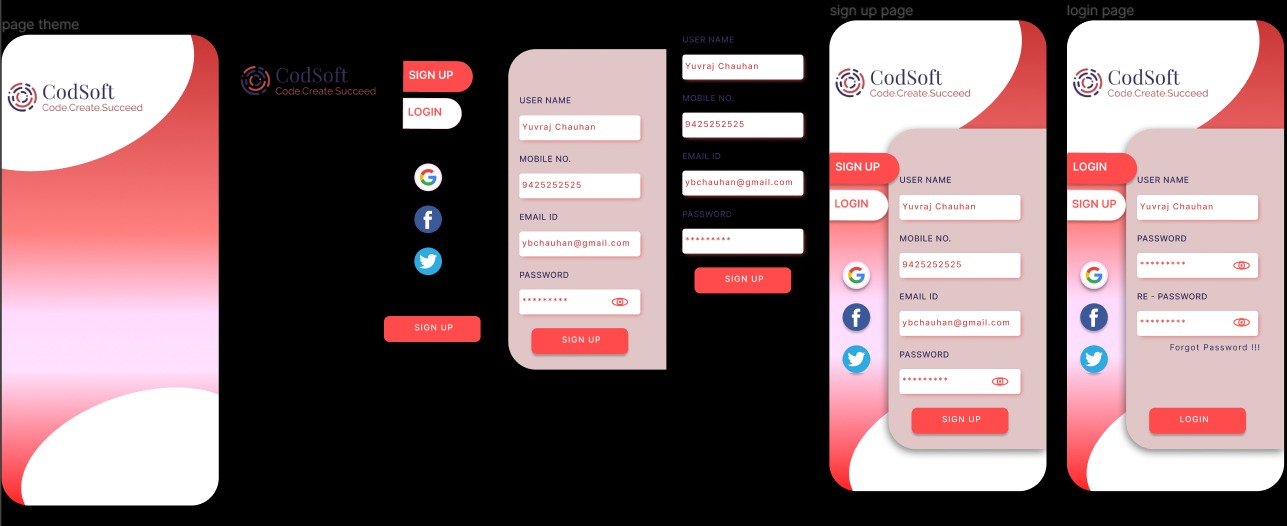 page theme
CodSoft
Code.Create.Succeed
CodSoft
Code.Create.Succeed
SIGN UP
LOGIN
SIGN UP
USER NAME
Yuvraj Chauhan
MOBILE NO.
9425252525
EMAIL ID
ybchauhan@gmail.com
PASSWORD
*********
SIGN UP
USER NAME
Yuvraj Chauhan
MOBILE NO.
9425252525
EMAIL ID
ybchauhan@gmail.com
PASSWORD
*********
SIGN UP
sign up page
CodSoft
Code.Create.Succeed
SIGN UP
LOGIN
USER NAME
Yuvraj Chauhan
MOBILE NO.
9425252525
EMAIL ID
ybchauhan@gmail.com
PASSWORD
*********
SIGN UP
login page
CodSoft
Code.Create.Succeed
LOGIN
SIGN UP
USER NAME
Yuvraj Chauhan
PASSWORD
*********
RE - PASSWORD
*********
Forgot Password !!!
LOGIN